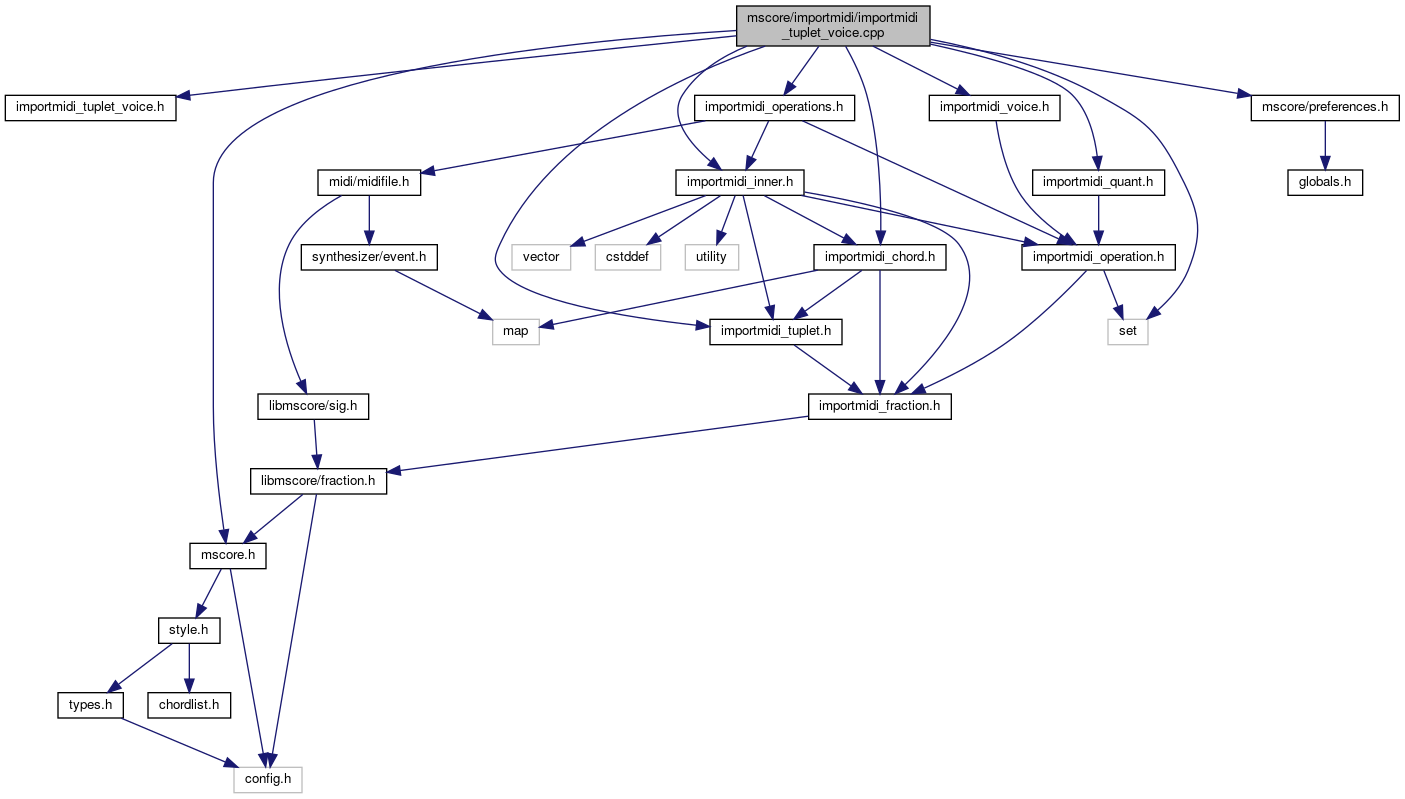 mscore/importmidi/importmidi
_tuplet_voice.cpp
importmidi_tuplet_voice.h
importmidi_operations.h
importmidi_voice.h
mscore/preferences.h
midi/midifile.h
importmidi_inner.h
importmidi_quant.h
globals.h
synthesizer/event.h
vector
cstddef
utility
importmidi_chord.h
importmidi_operation.h
map
importmidi_tuplet.h
set
libmscore/sig.h
importmidi_fraction.h
libmscore/fraction.h
mscore.h
style.h
types.h
chordlist.h
config.h